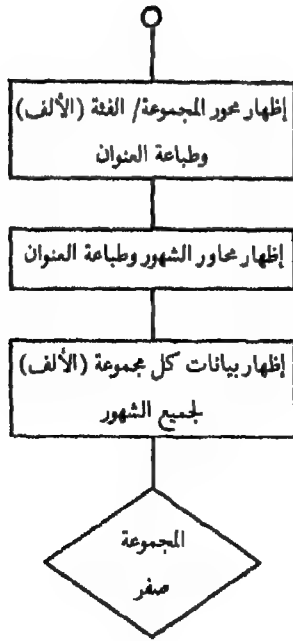 إظهار محور المجموعة/ الفئة (الألف)
وطباعة العنوان
إظهار محاور الشهور وطباعة العنوان
إظهار بيانات كل مجموعة (الألف)
لجميع الشهور
المجموعة
صفر